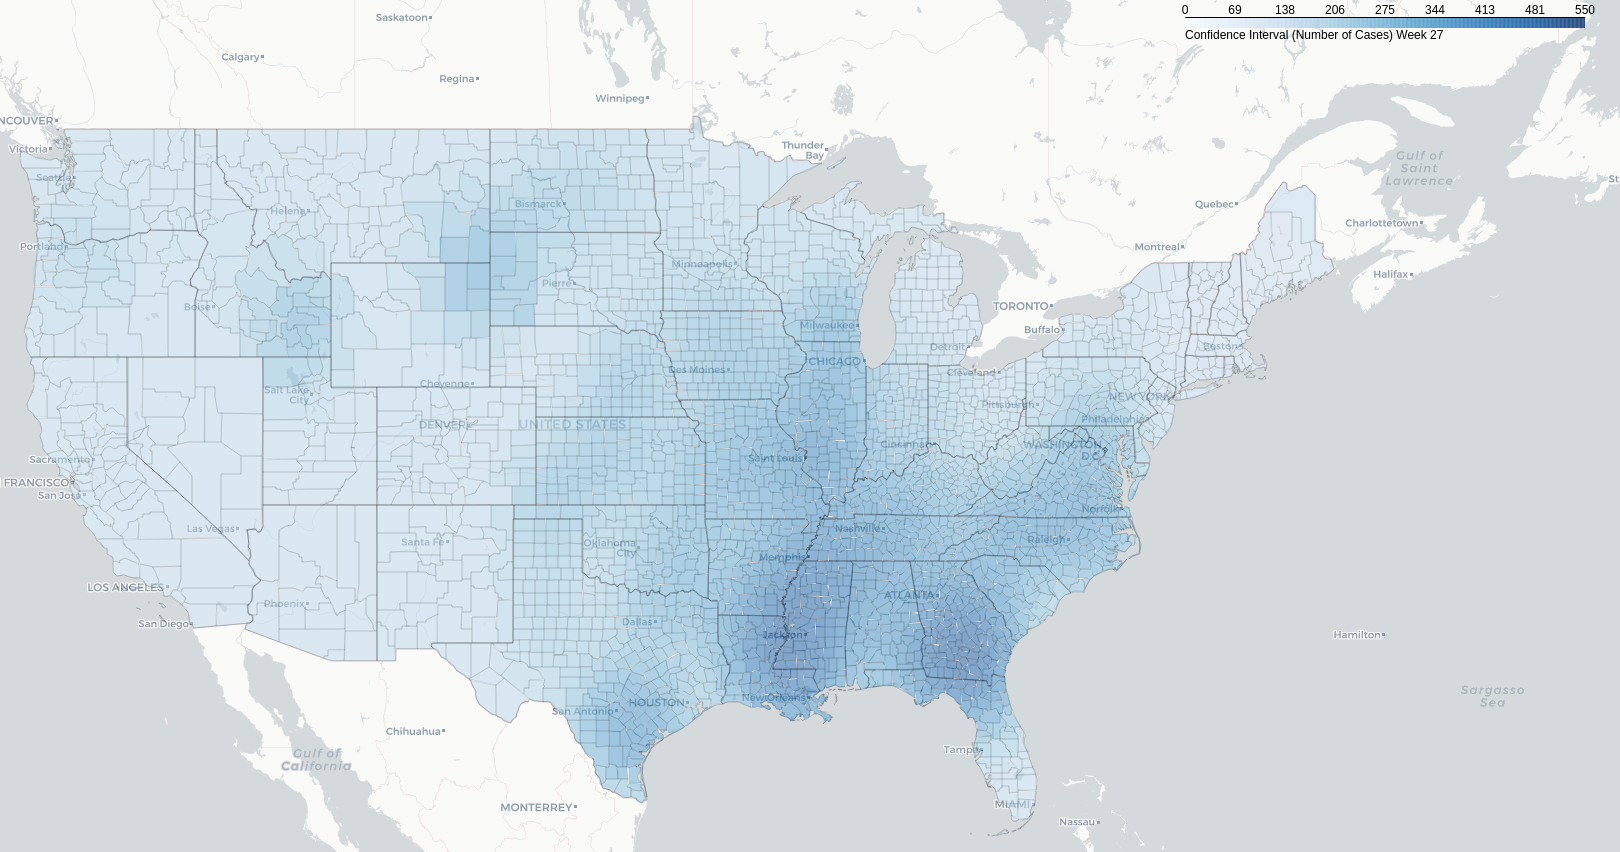 0 69 138 206 275 344 413 481 550
Confidence Interval (Number of Cases) Week 27
Saskatoon
Calgary
Regina
Winnipeg
NCOUVER
Victoria
Thunder
Bay
Gulf of
Saint
Lawrence
St
Seattle
Quebec
Helena
Bismarck
Charlottetown
Portland
Montreal
Minneapolis
Halifax
Pierre
Boise
TORONTO
Milwaukee
Buffalo
Detroit
Boston
CHICAGO
Des Moines
Cleveland
Salt Lake
City
Cheyenne
NEW YORK
Pittsburgh
Philadelphia
DENVER
UNITED STATES
Cincinnati
WASHINGTON
D.C.
Sacramento
Saint Louis
FRANCISCO
San Jose
Norfolk
Las Vegas
Nashville
Santa Fe
Raleigh
Oklahoma
City
Memphis
LOS ANGELES
ATLANTA
Phoenix
San Diego
Dallas
Jackson
Hamilton
Sargasso
Sea
New Orleans
HOUSTON
San Antonio
Chihuahua
Gulf of
California
Tampa
MIAMI
MONTERREY
Nassau